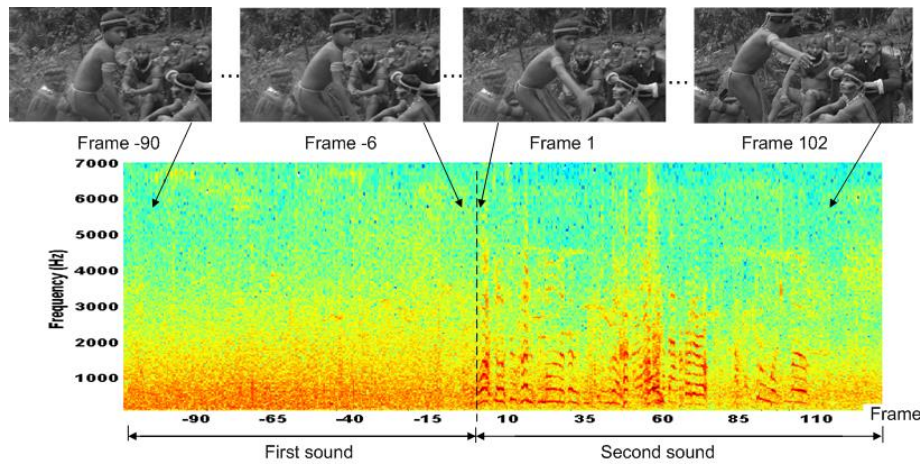 Frame -90
Frame -6
Frame 1
Frame 102
Frequency (Hz)
7000
6000
5000
4000
3000
2000
1000
-90 -65 -40 -15 10 35 60 85 110 Frame
First sound
Second sound